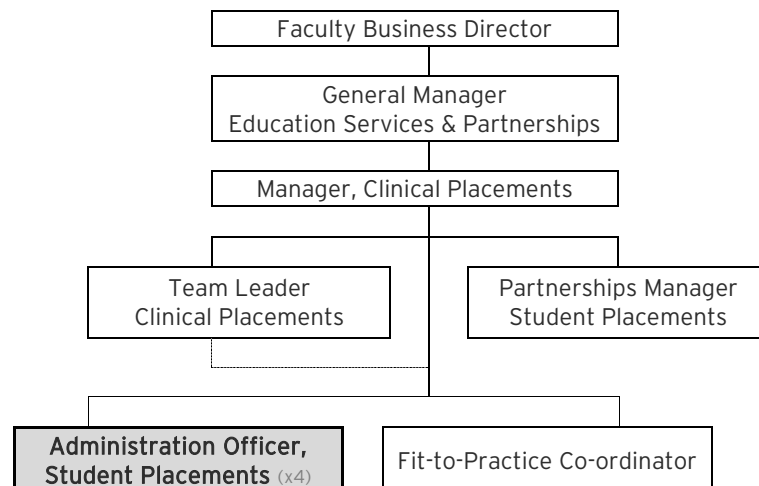 Faculty Business Director
General Manager
Education Services & Partnerships
Manager, Clinical Placements
Team Leader
Clinical Placements
Partnerships Manager
Student Placements
Administration Officer,
Student Placements (x4)
Fit-to-Practice Co-ordinator